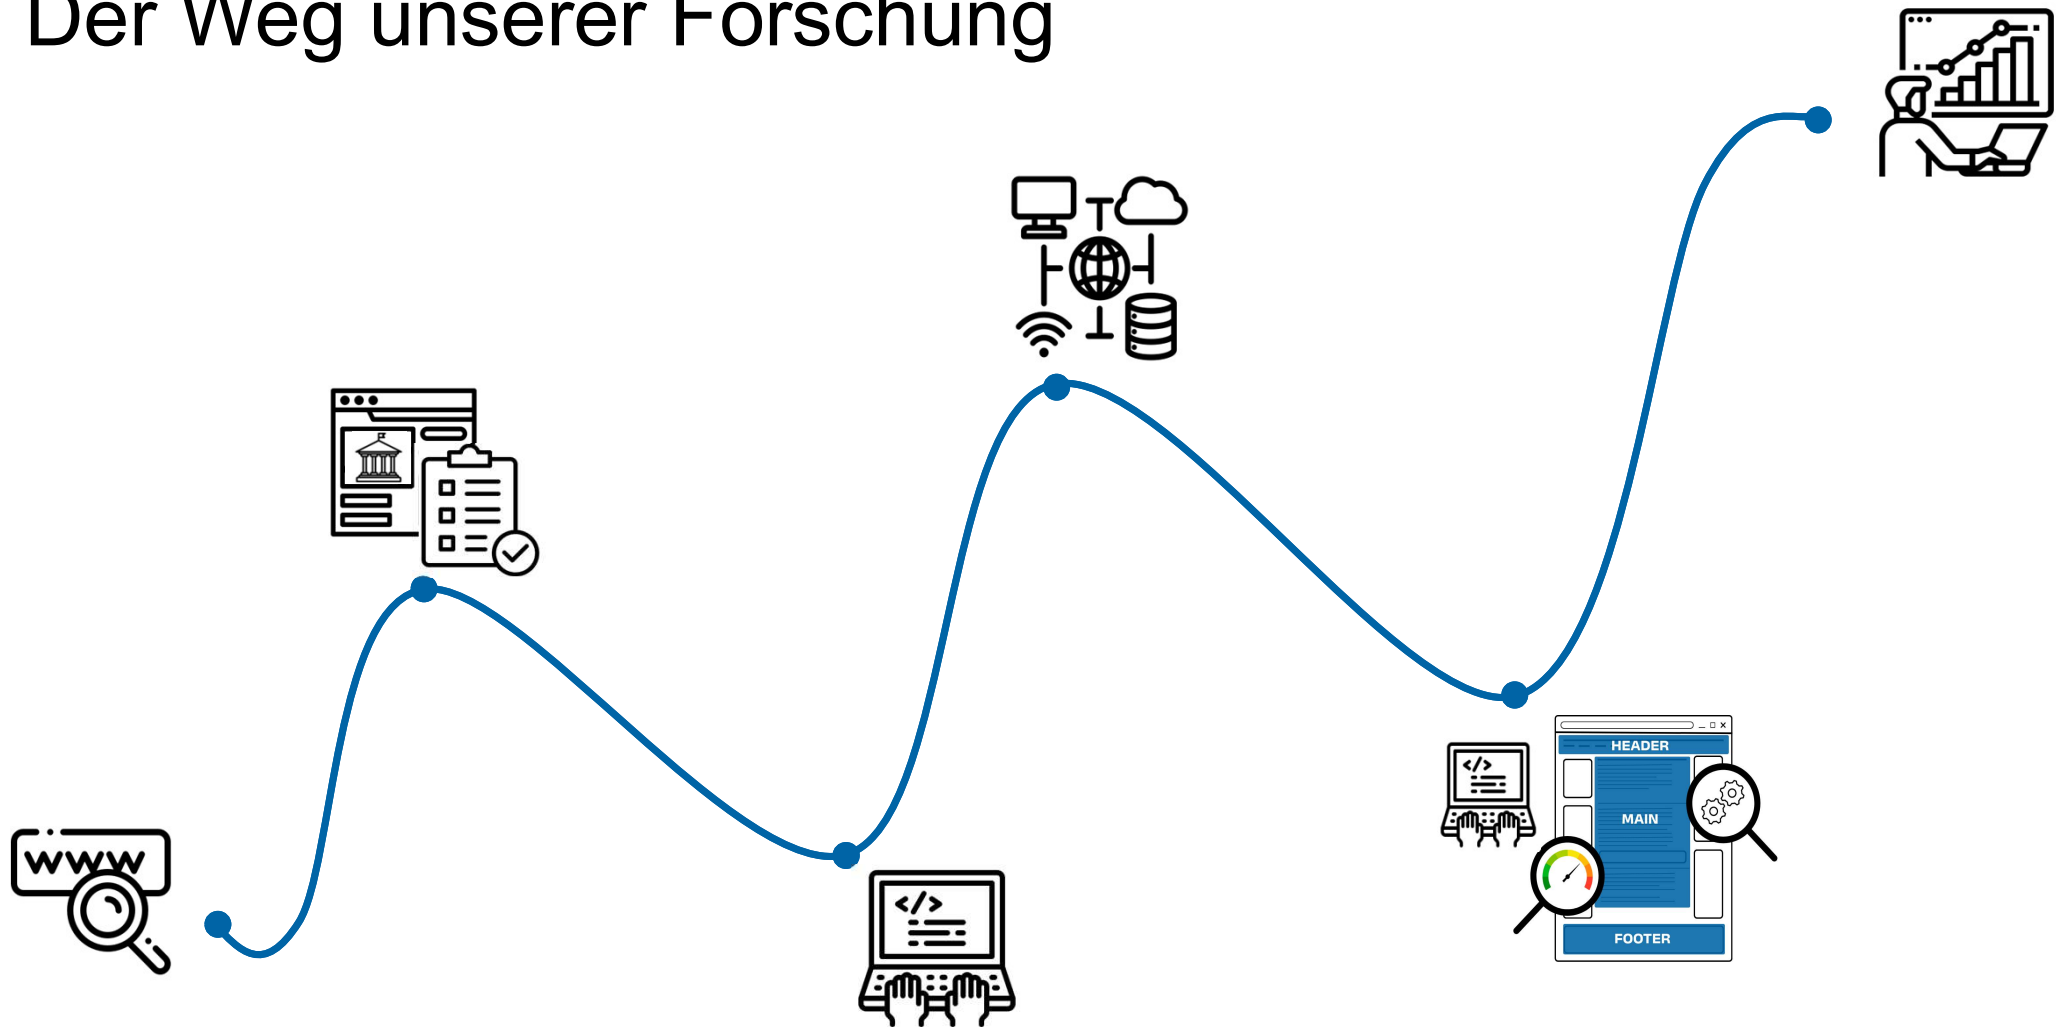 Der Weg unserer Forschung
www
</>
</>
HEADER
MAIN
FOOTER